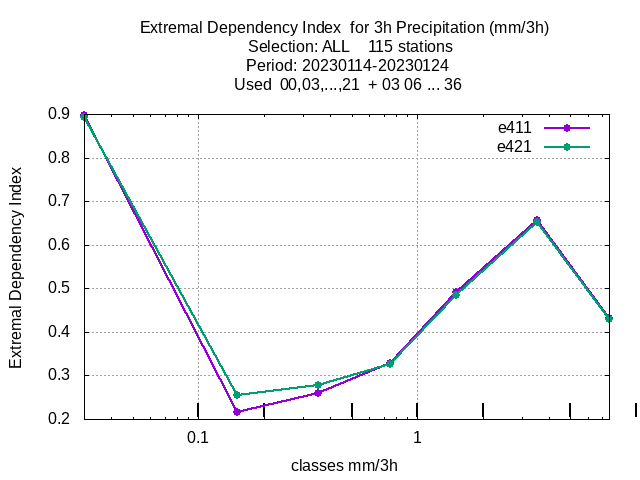 Extremal Dependency Index  for 3h Precipitation (mm/3h)
Selection: ALL    115 stations
Period: 20230114-20230124
Used  00,03,...,21  + 03 06 ... 36
e411
e421
0.9
0.8
0.7
0.6
0.5
0.4
0.3
0.2
Extremal Dependency Index
0.1
1
classes mm/3h